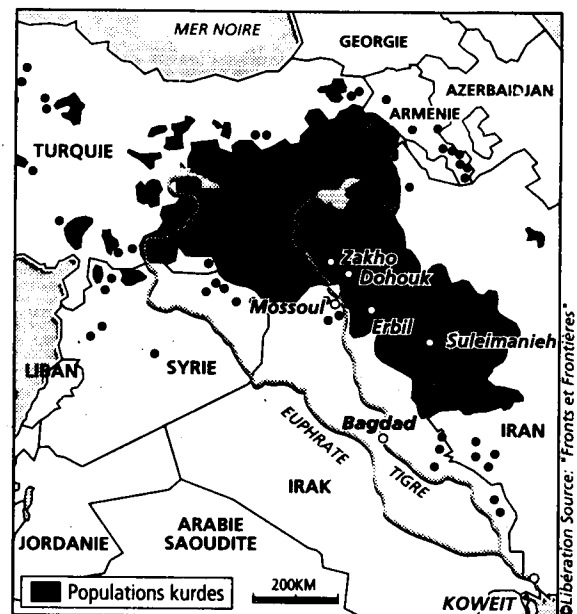 MER NOIRE
GEORGIE
AZERBAIDJAN
ARMENIE
TURQUIE
Zakho
Dohouk
Mossoul
Erbil
Suleimanieh
LIBAN
SYRIE
Bagdad
IRAN
EUPHRATE
TIGRE
IRAK
JORDANIE
ARABIE
SAOUDITE
Populations kurdes
200KM
KOWEIT
Libération Source: "Fronts et Frontières"